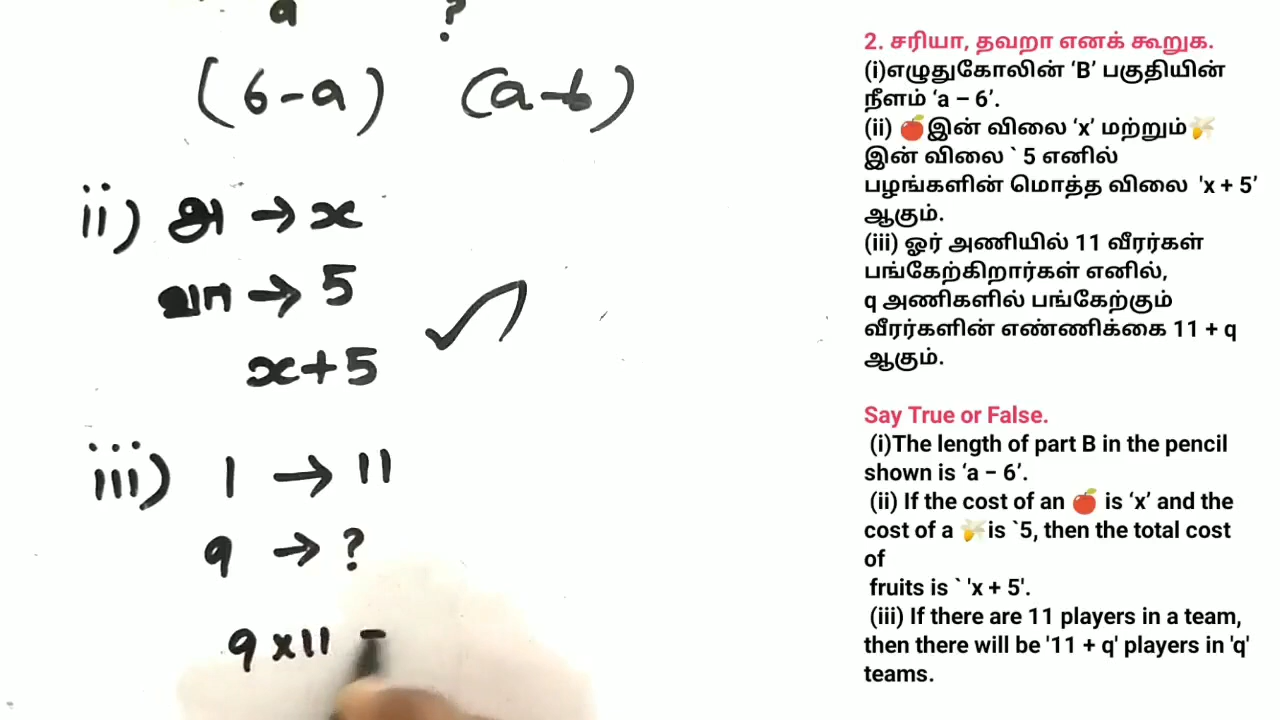 a ?
(6-a) (a-6)
ii) அ → x
வா → 5
x+5
iii) 1 → 11
q → ?
q x 11 =
2. சரியா, தவறா எனக் கூறுக.
(i)எழுதுகோலின் ‘B’ பகுதியின்
நீளம் ‘a – 6’.
(ii) 🍎இன் விலை ‘x’ மற்றும்🍌
இன் விலை ` 5 எனில்
பழங்களின் மொத்த விலை 'x + 5’
ஆகும்.
(iii) ஓர் அணியில் 11 வீரர்கள்
பங்கேற்கிறார்கள் எனில்,
q அணிகளில் பங்கேற்கும்
வீரர்களின் எண்ணிக்கை 11 + q
ஆகும்.
Say True or False.
(i)The length of part B in the pencil
shown is ‘a − 6’.
(ii) If the cost of an 🍎 is ‘x’ and the
cost of a 🍌is `5, then the total cost
of
fruits is ` 'x + 5'.
(iii) If there are 11 players in a team,
then there will be '11 + q' players in 'q'
teams.